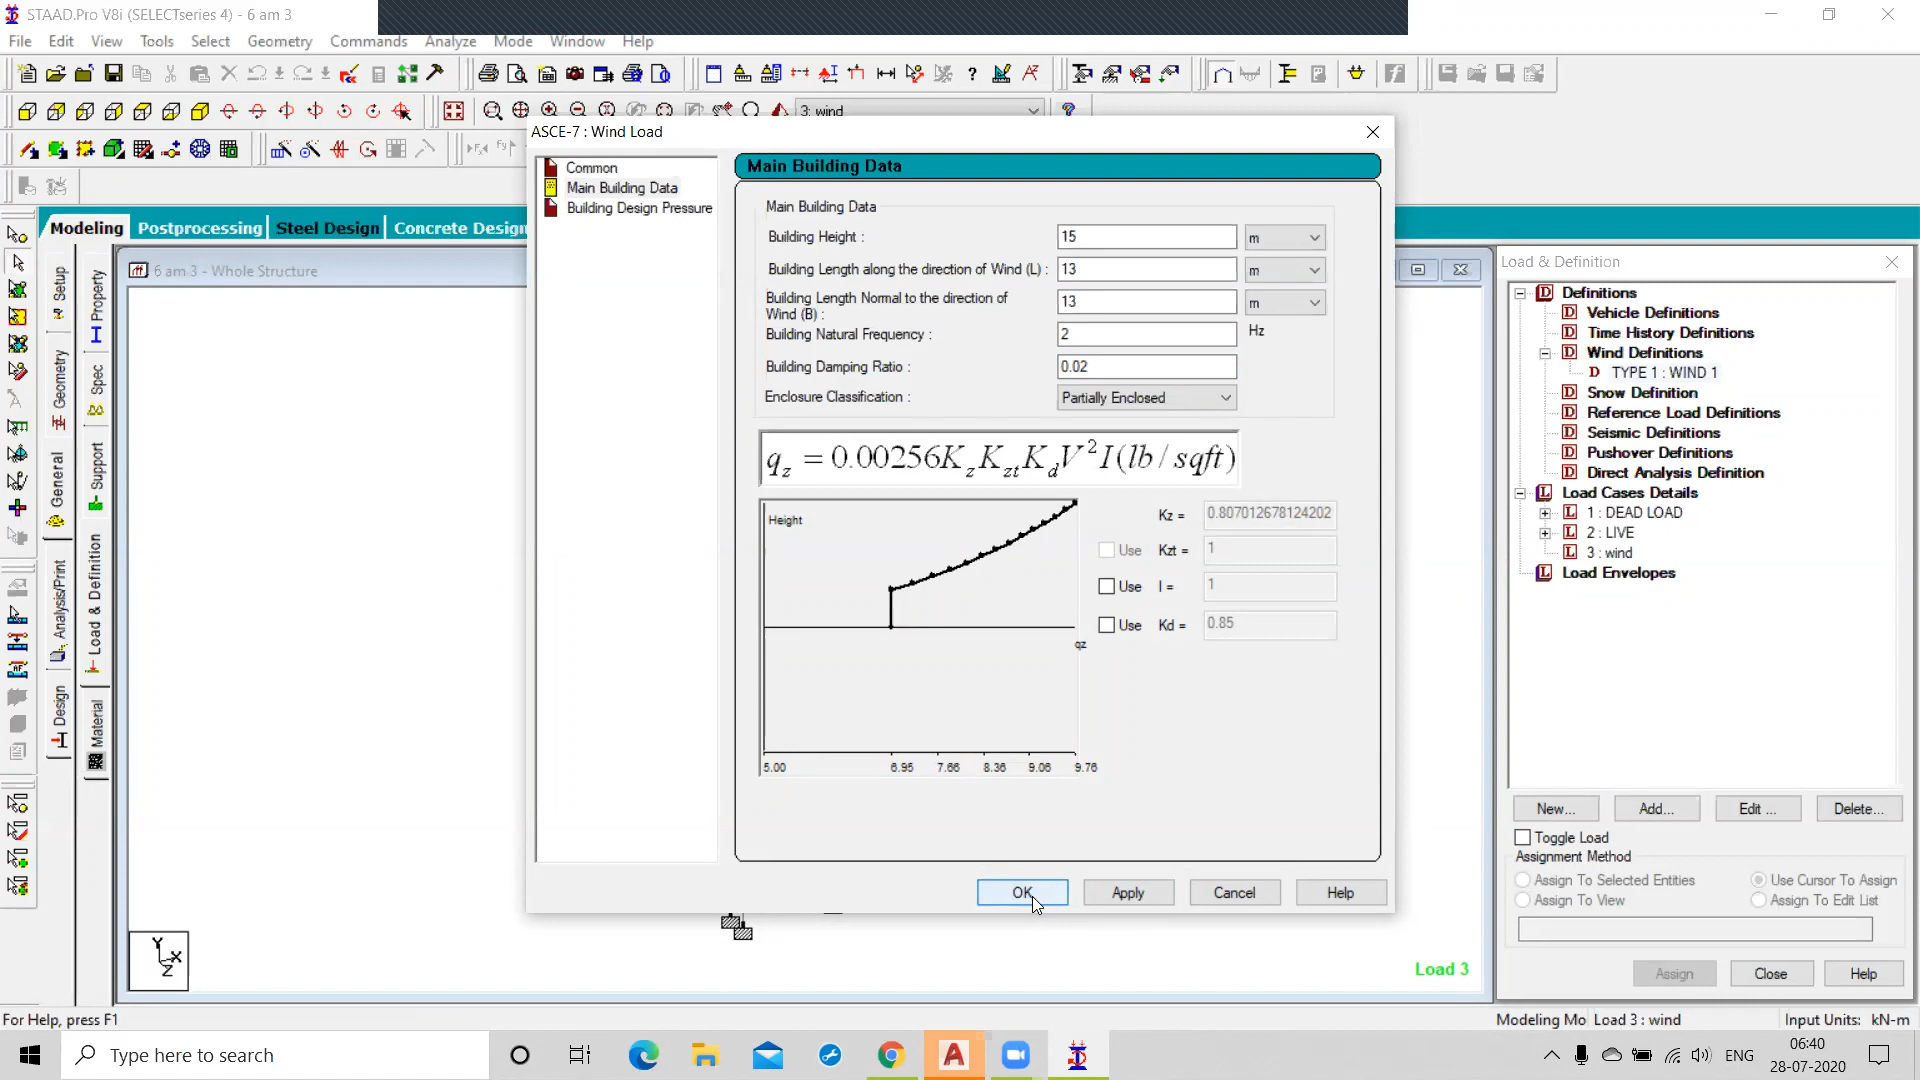 STAAD.Pro V8i (SELECTseries 4) - 6 am 3
File Edit View Tools Select Geometry Commands Analyze Mode Window Help
3: wind
ASCE-7 : Wind Load
Common
Main Building Data
Building Design Pressure
Main Building Data
Main Building Data
Building Height : 15 m
Building Length along the direction of Wind (L) : 13 m
Building Length Normal to the direction of
Wind (B) : 13 m
Building Natural Frequency : 2 Hz
Building Damping Ratio : 0.02
Enclosure Classification : Partially Enclosed
q_z = 0.00256K_z K_zt K_d V^2 I (lb / sqft)
Height
qz
5.00 6.95 7.66 8.36 9.06 9.76
Kz = 0.807012678124202
Use Kzt = 1
Use I = 1
Use Kd = 0.85
OK Apply Cancel Help
Modeling Postprocessing Steel Design Concrete Design
6 am 3 - Whole Structure
Setup
Geometry
General
Analysis/Print
Design
Property
Spec
Support
Load & Definition
Material
Y
X
Z
Load 3
Load & Definition
Definitions
Vehicle Definitions
Time History Definitions
Wind Definitions
TYPE 1 : WIND 1
Snow Definition
Reference Load Definitions
Seismic Definitions
Pushover Definitions
Direct Analysis Definition
Load Cases Details
1 : DEAD LOAD
2 : LIVE
3 : wind
Load Envelopes
New... Add... Edit ... Delete...
Toggle Load
Assignment Method
Assign To Selected Entities Use Cursor To Assign
Assign To View Assign To Edit List
Assign Close Help
For Help, press F1
Modeling Mo Load 3 : wind Input Units: kN-m
Type here to search
ENG
06:40
28-07-2020